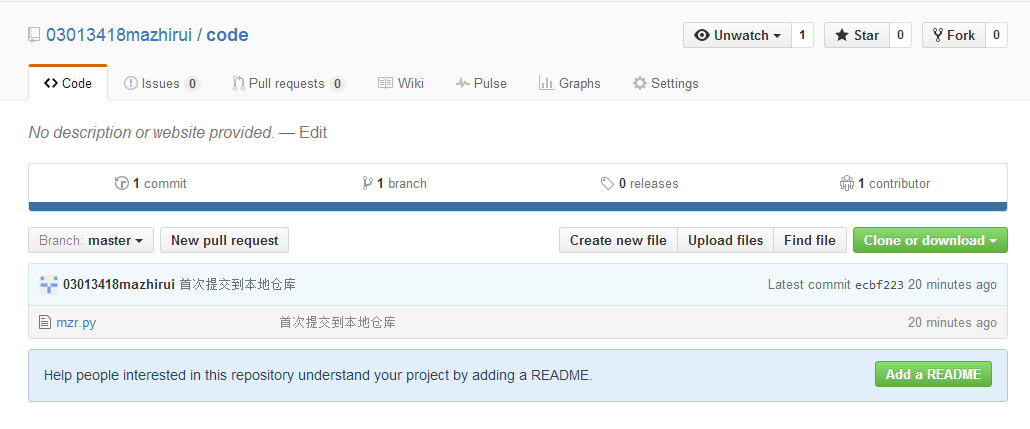 03013418mazhirui / code
Unwatch 1 Star 0 Fork 0
Code Issues 0 Pull requests 0 Wiki Pulse Graphs Settings
No description or website provided. — Edit
1 commit 1 branch 0 releases 1 contributor
Branch: master New pull request Create new file Upload files Find file Clone or download
03013418mazhirui 首次提交到本地仓库 Latest commit ecbf223 20 minutes ago
mzr.py 首次提交到本地仓库 20 minutes ago
Help people interested in this repository understand your project by adding a README. Add a README